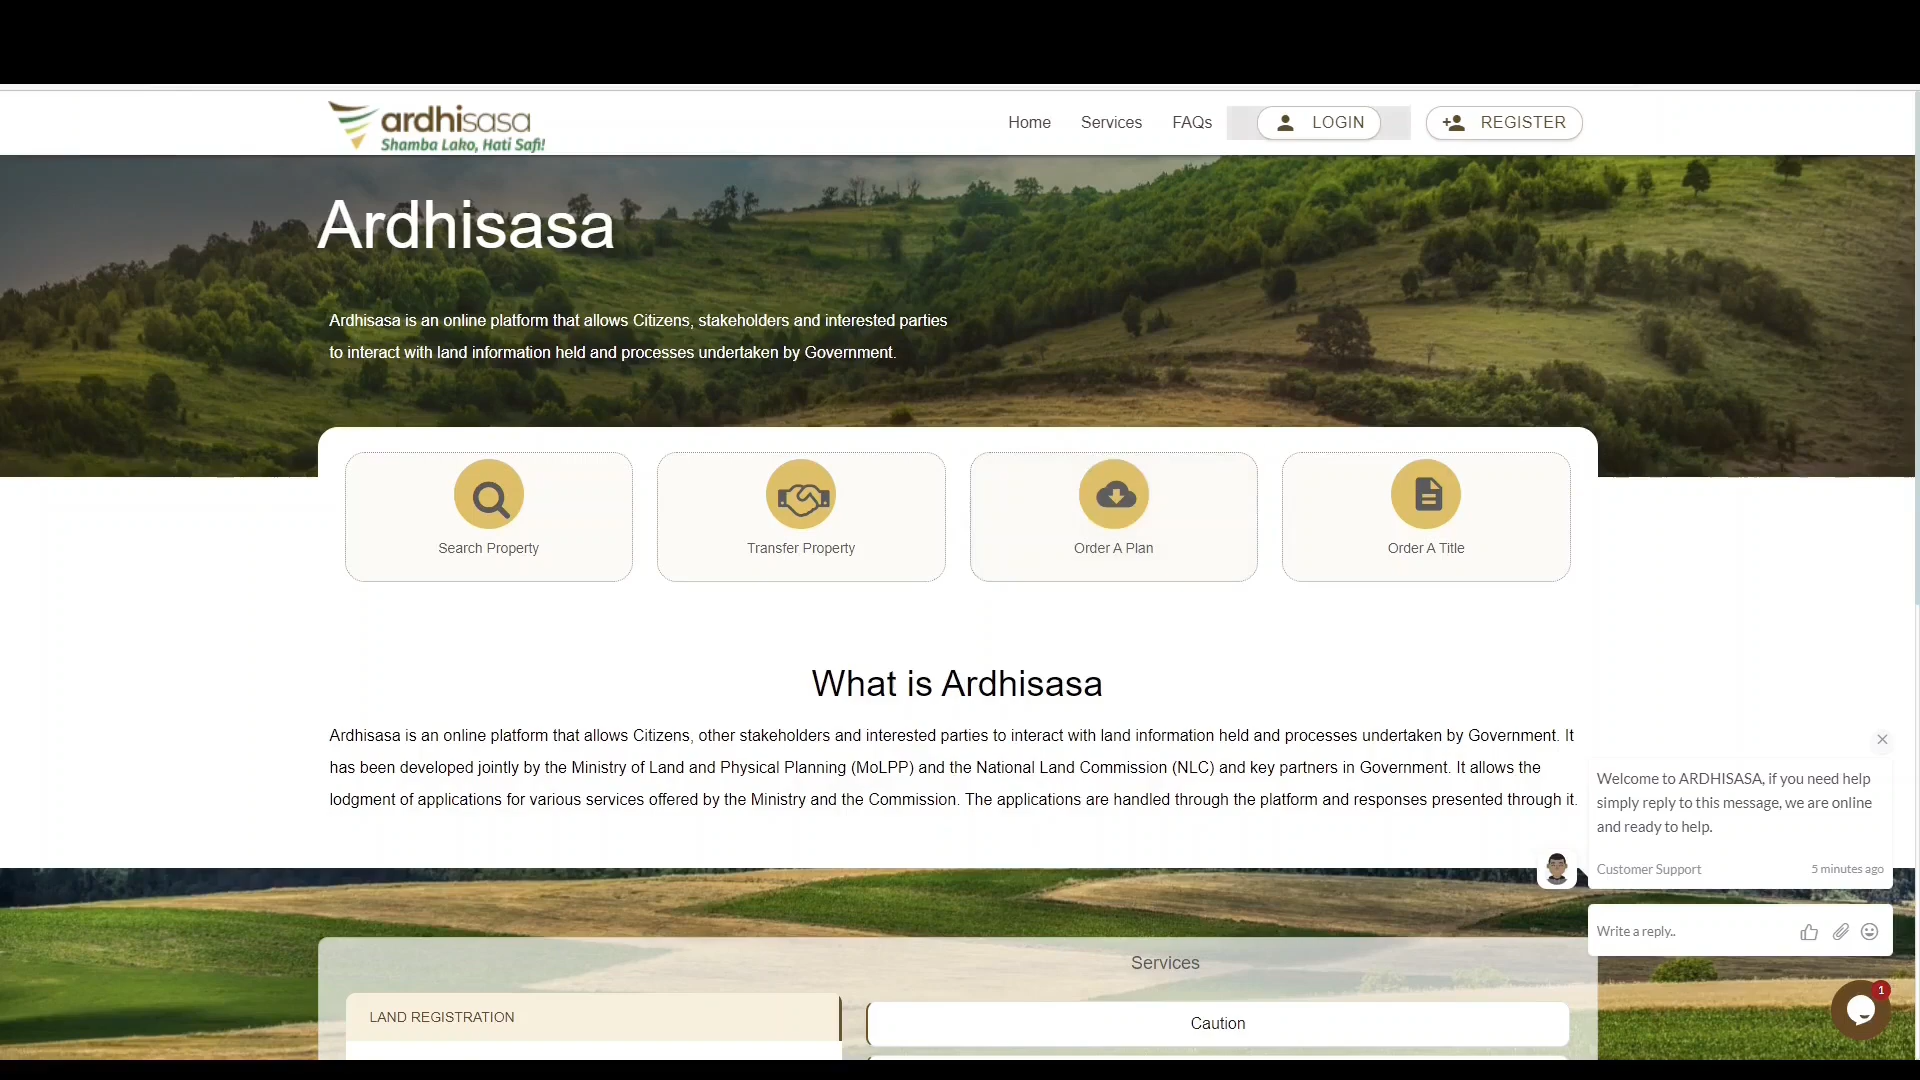 ardhisasa
Shamba Lako, Hati Safi!
Home
Services
FAQs
LOGIN
REGISTER
Ardhisasa
Ardhisasa is an online platform that allows Citizens, stakeholders and interested parties
to interact with land information held and processes undertaken by Government.
Search Property
Transfer Property
Order A Plan
Order A Title
What is Ardhisasa
Ardhisasa is an online platform that allows Citizens, other stakeholders and interested parties to interact with land information held and processes undertaken by Government. It
has been developed jointly by the Ministry of Land and Physical Planning (MoLPP) and the National Land Commission (NLC) and key partners in Government. It allows the
lodgment of applications for various services offered by the Ministry and the Commission. The applications are handled through the platform and responses presented through it.
Welcome to ARDHISASA, if you need help
simply reply to this message, we are online
and ready to help.
Customer Support
5 minutes ago
Write a reply..
1
Services
LAND REGISTRATION
Caution